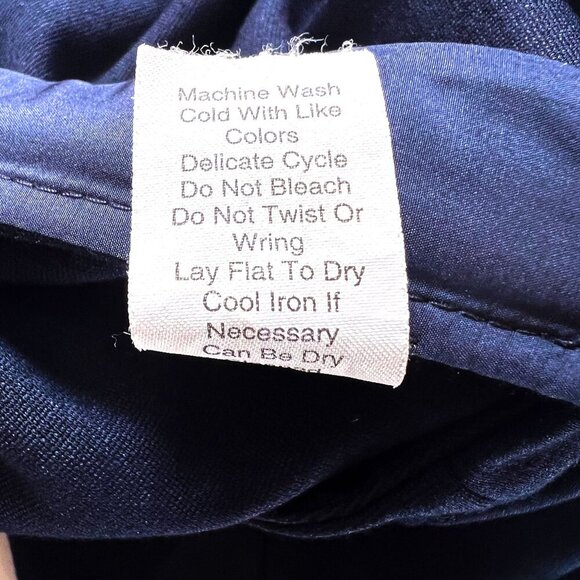 Machine Wash
Cold With Like
Colors
Delicate Cycle
Do Not Bleach
Do Not Twist Or
Wring
Lay Flat To Dry
Cool Iron If
Necessary
Can Be Dry